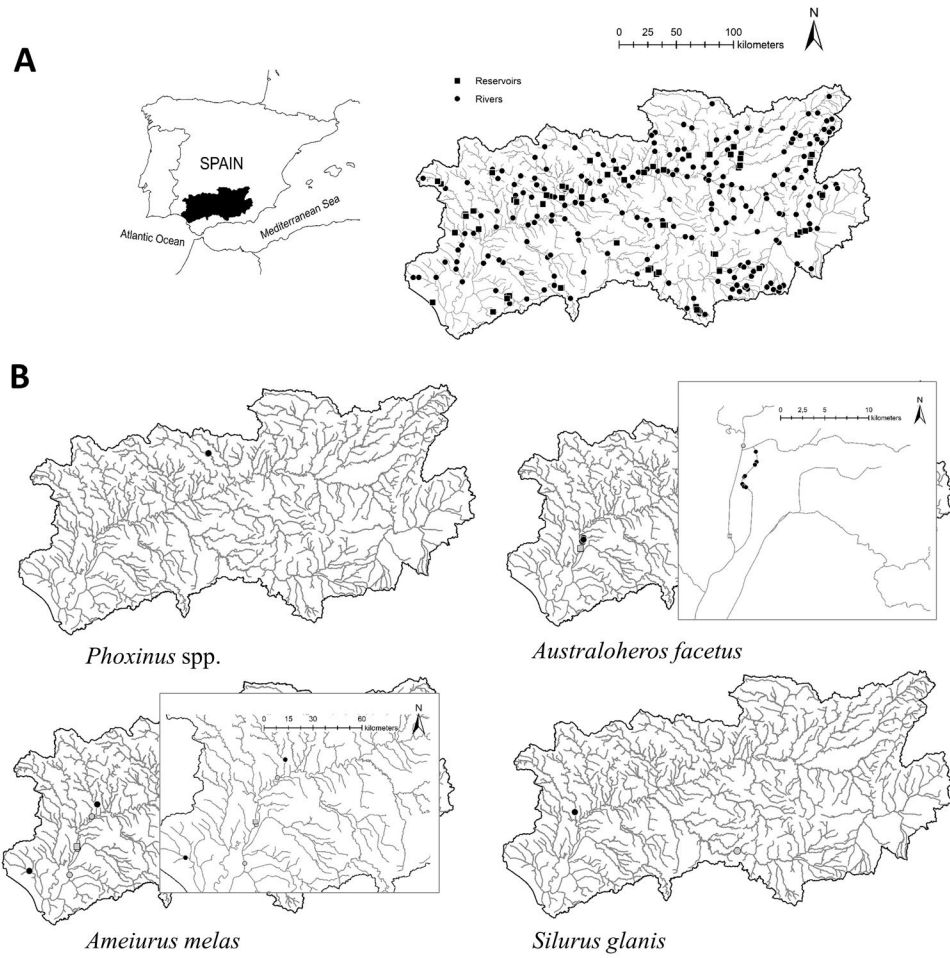 A
SPAIN
Atlantic Ocean
Mediterranean Sea
Reservoirs
Rivers
N
0 25 50 100
kilometers
B
Phoxinus spp.
N
0 2,5 5 10
kilometers
Australoheros facetus
N
0 15 30 60
kilometers
Ameiurus melas
Silurus glanis